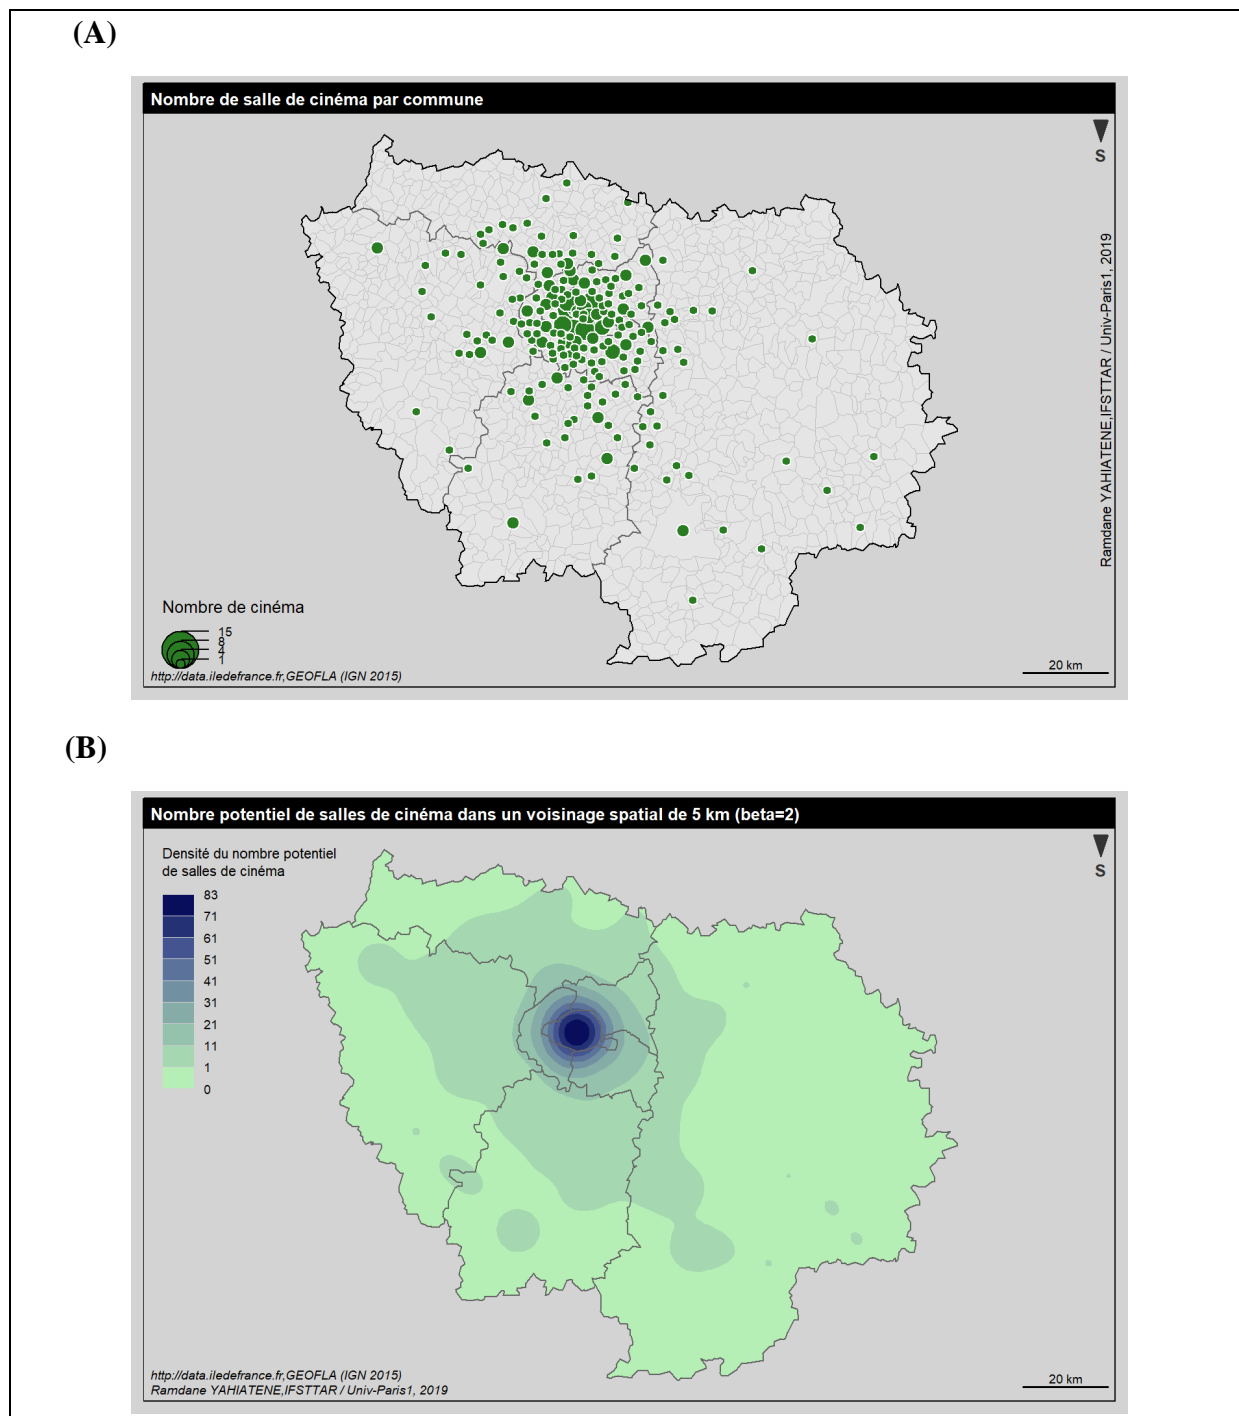 (A)
Nombre de salle de cinéma par commune
S
Ramdane YAHIATENE,IFSTTAR / Univ-Paris1, 2019
Nombre de cinéma
15
8
4
1
http://data.iledefrance.fr,GEOFLA (IGN 2015)
20 km
(B)
Nombre potentiel de salles de cinéma dans un voisinage spatial de 5 km (beta=2)
S
Densité du nombre potentiel
de salles de cinéma
83
71
61
51
41
31
21
11
1
0
http://data.iledefrance.fr,GEOFLA (IGN 2015)
Ramdane YAHIATENE,IFSTTAR / Univ-Paris1, 2019
20 km